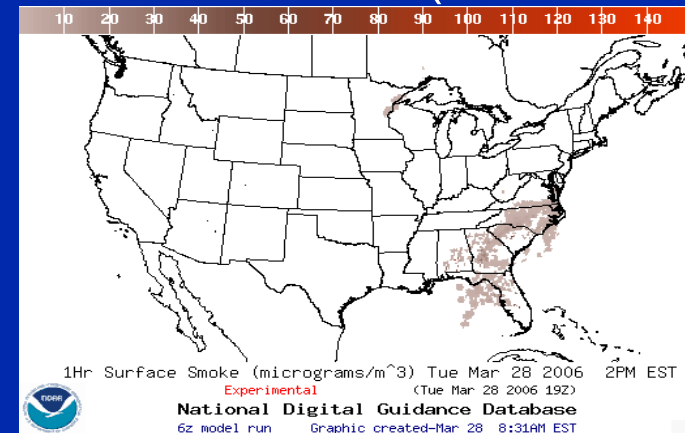 10 20 30 40 50 60 70 80 90 100 110 120 130 140
1Hr Surface Smoke (micrograms/m^3) Tue Mar 28 2006 2PM EST
Experimental (Tue Mar 28 2006 19Z)
National Digital Guidance Database
6z model run Graphic created-Mar 28 8:31AM EST
NOAA